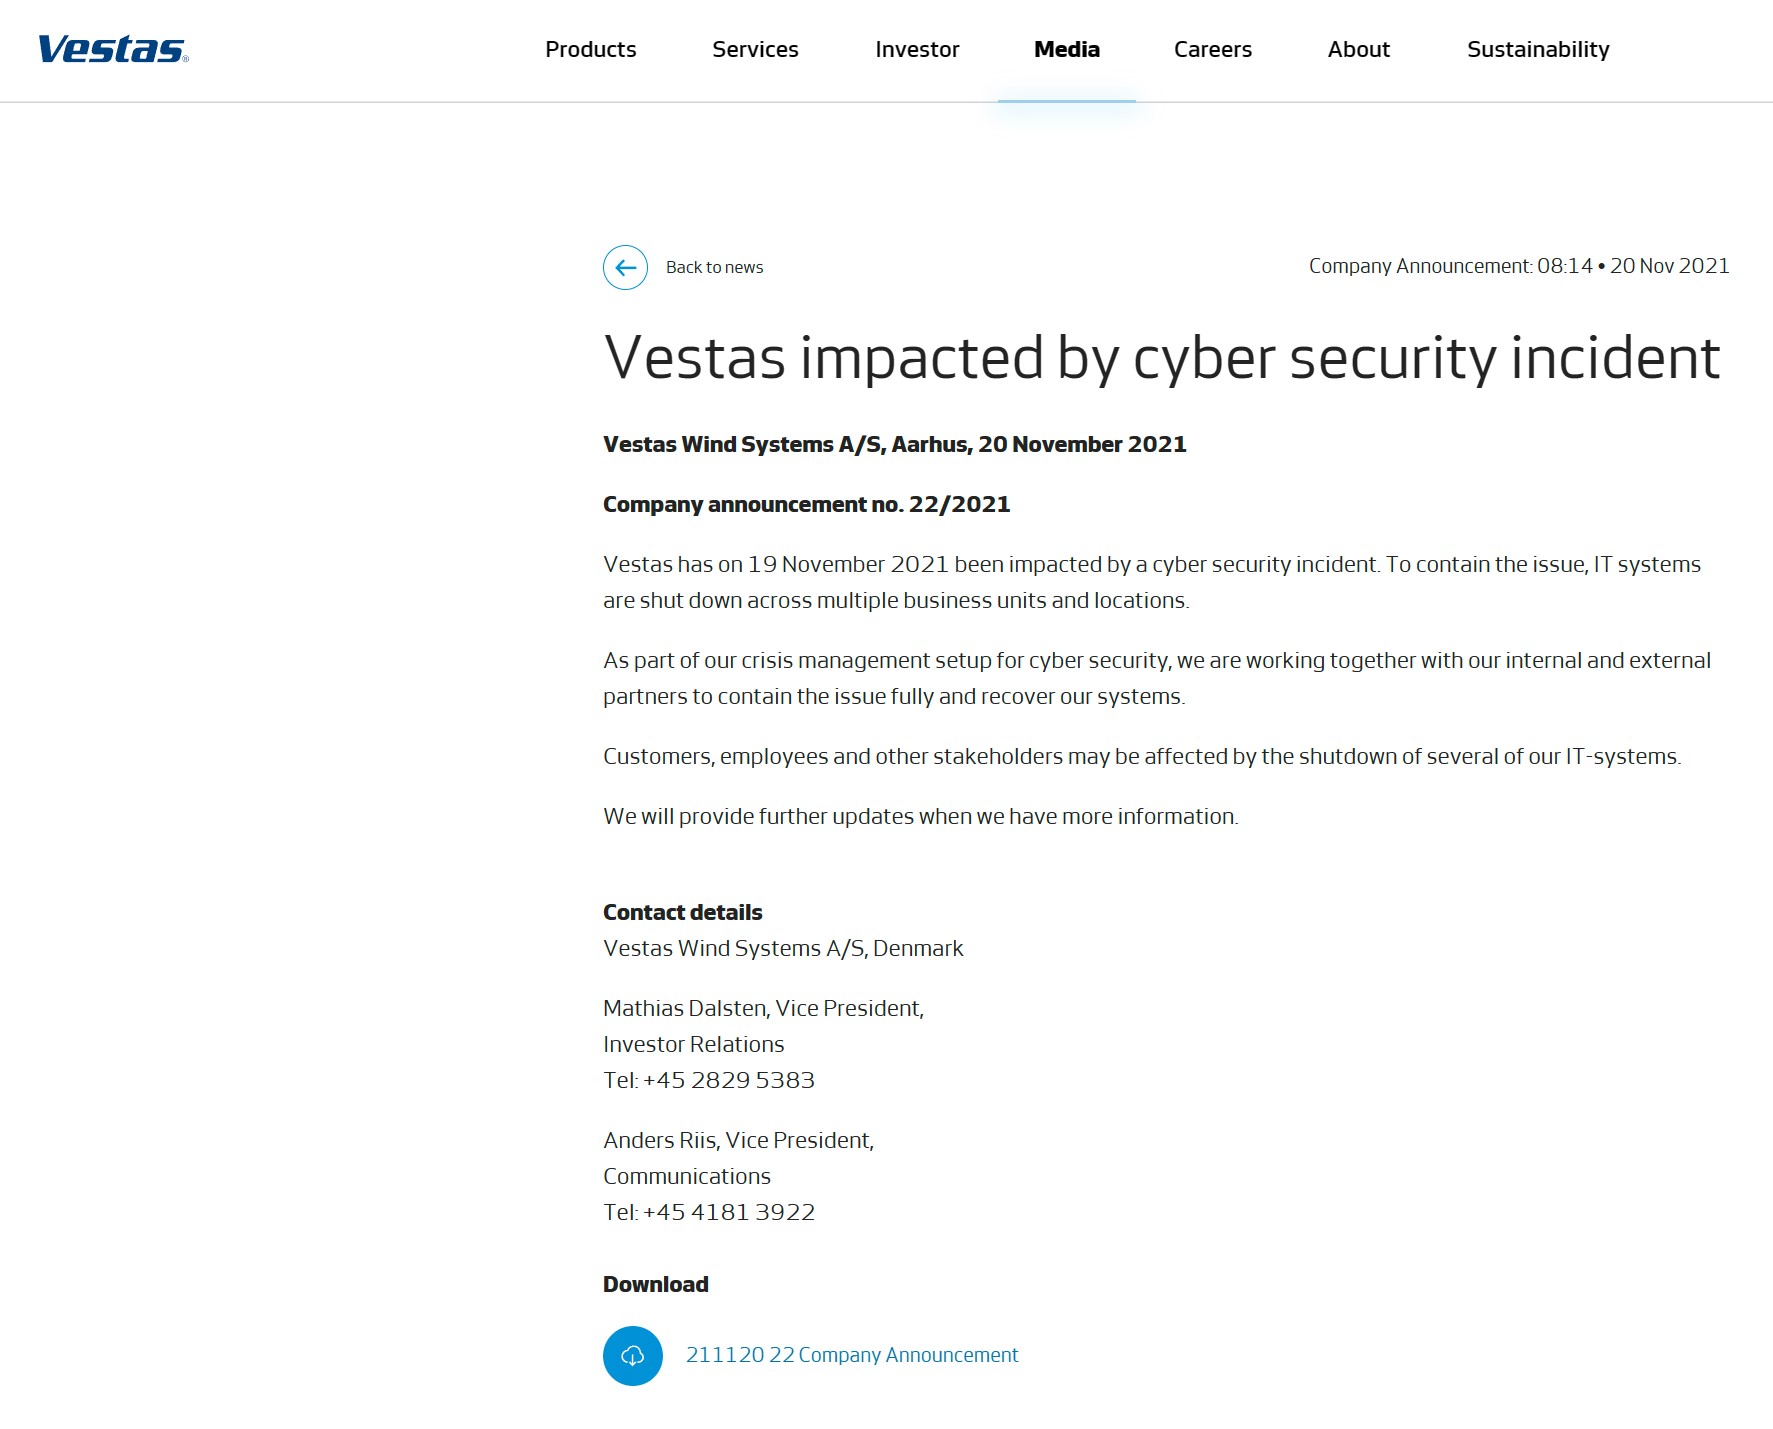 Vestas®
Products Services Investor Media Careers About Sustainability
Back to news
Company Announcement: 08:14 • 20 Nov 2021
Vestas impacted by cyber security incident
Vestas Wind Systems A/S, Aarhus, 20 November 2021
Company announcement no. 22/2021
Vestas has on 19 November 2021 been impacted by a cyber security incident. To contain the issue, IT systems
are shut down across multiple business units and locations.
As part of our crisis management setup for cyber security, we are working together with our internal and external
partners to contain the issue fully and recover our systems.
Customers, employees and other stakeholders may be affected by the shutdown of several of our IT-systems.
We will provide further updates when we have more information.
Contact details
Vestas Wind Systems A/S, Denmark
Mathias Dalsten, Vice President,
Investor Relations
Tel: +45 2829 5383
Anders Riis, Vice President,
Communications
Tel: +45 4181 3922
Download
211120 22 Company Announcement